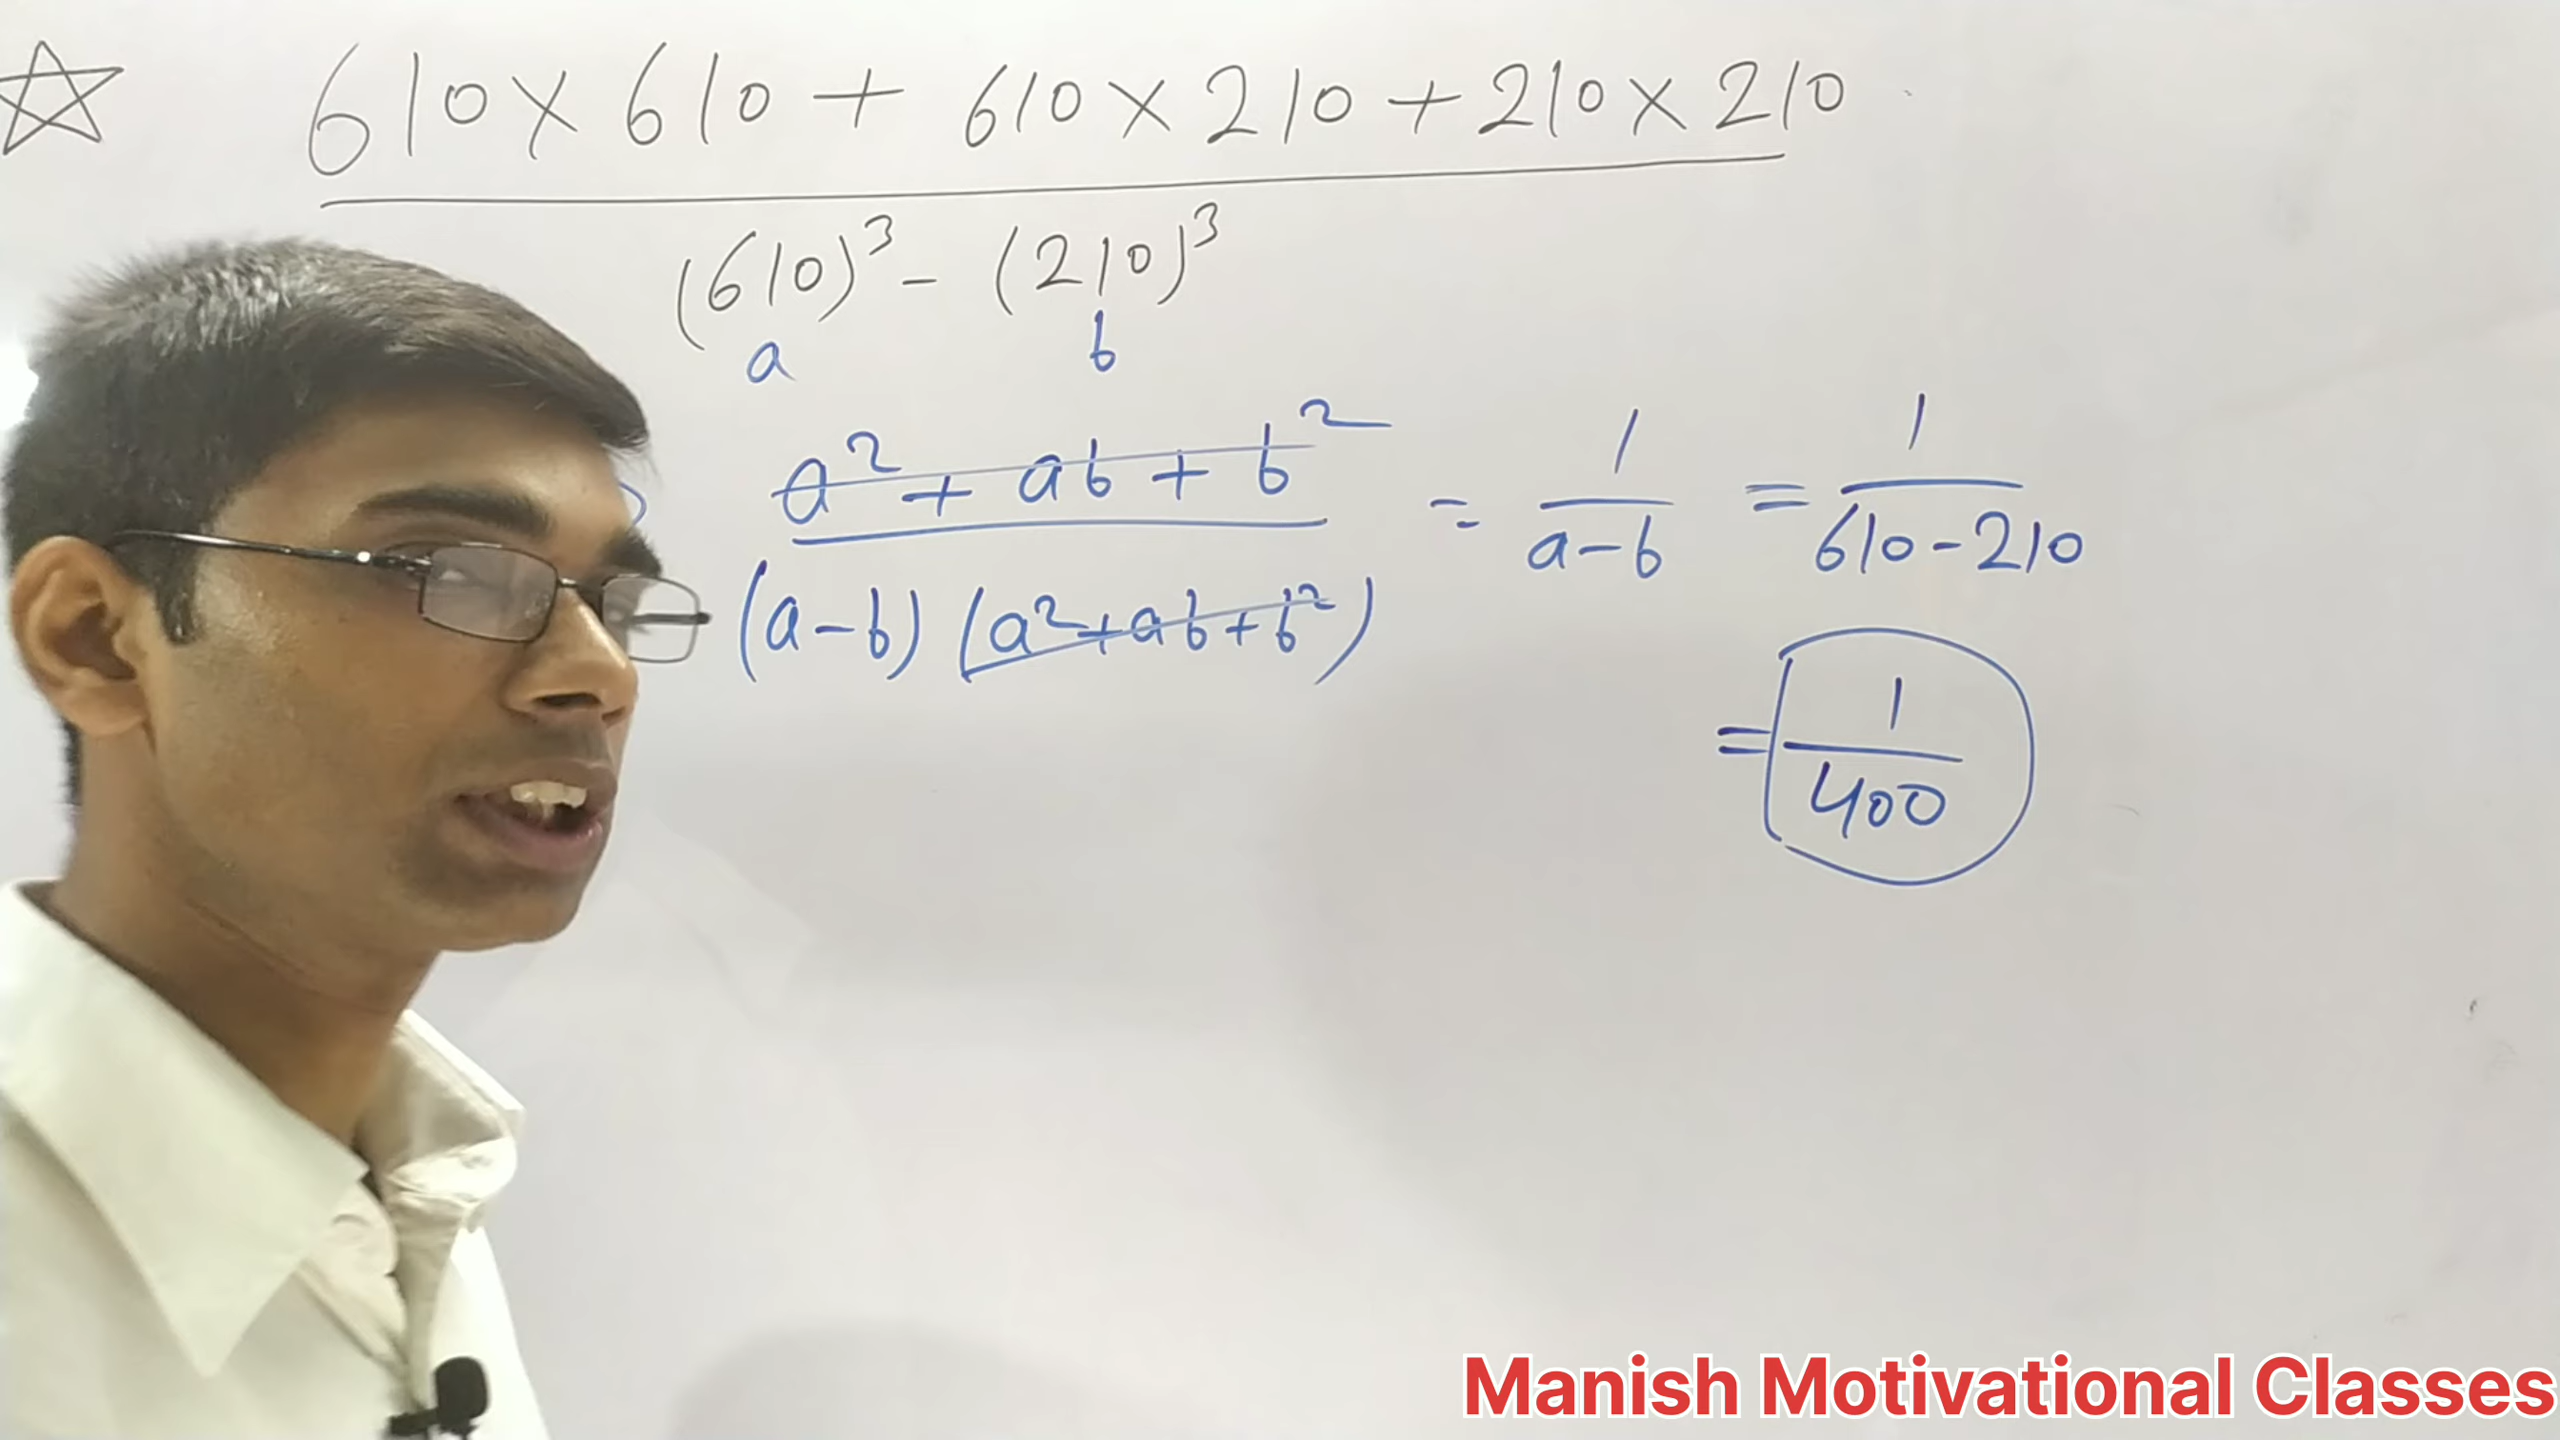 610 × 610 + 610 × 210 + 210 × 210
(610)³ - (210)³
a b
a² + ab + b² = 1 = 1
(a-b) (a²+ab+b²) a-b 610-210
= 1
400
Manish Motivational Classes